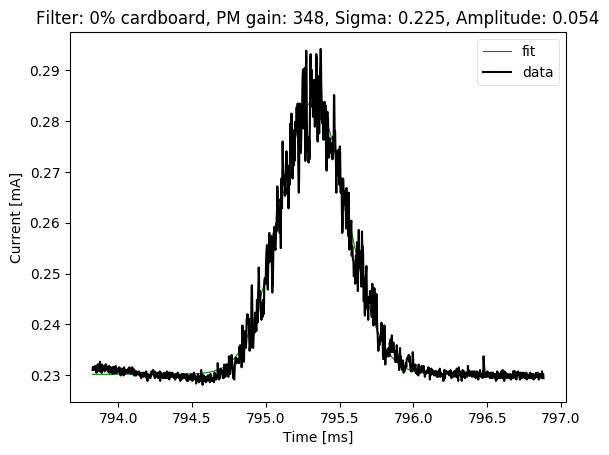 Filter: 0% cardboard, PM gain: 348, Sigma: 0.225, Amplitude: 0.054
fit
data
0.29
0.28
0.27
0.26
0.25
0.24
0.23
Current [mA]
794.0 794.5 795.0 795.5 796.0 796.5 797.0
Time [ms]